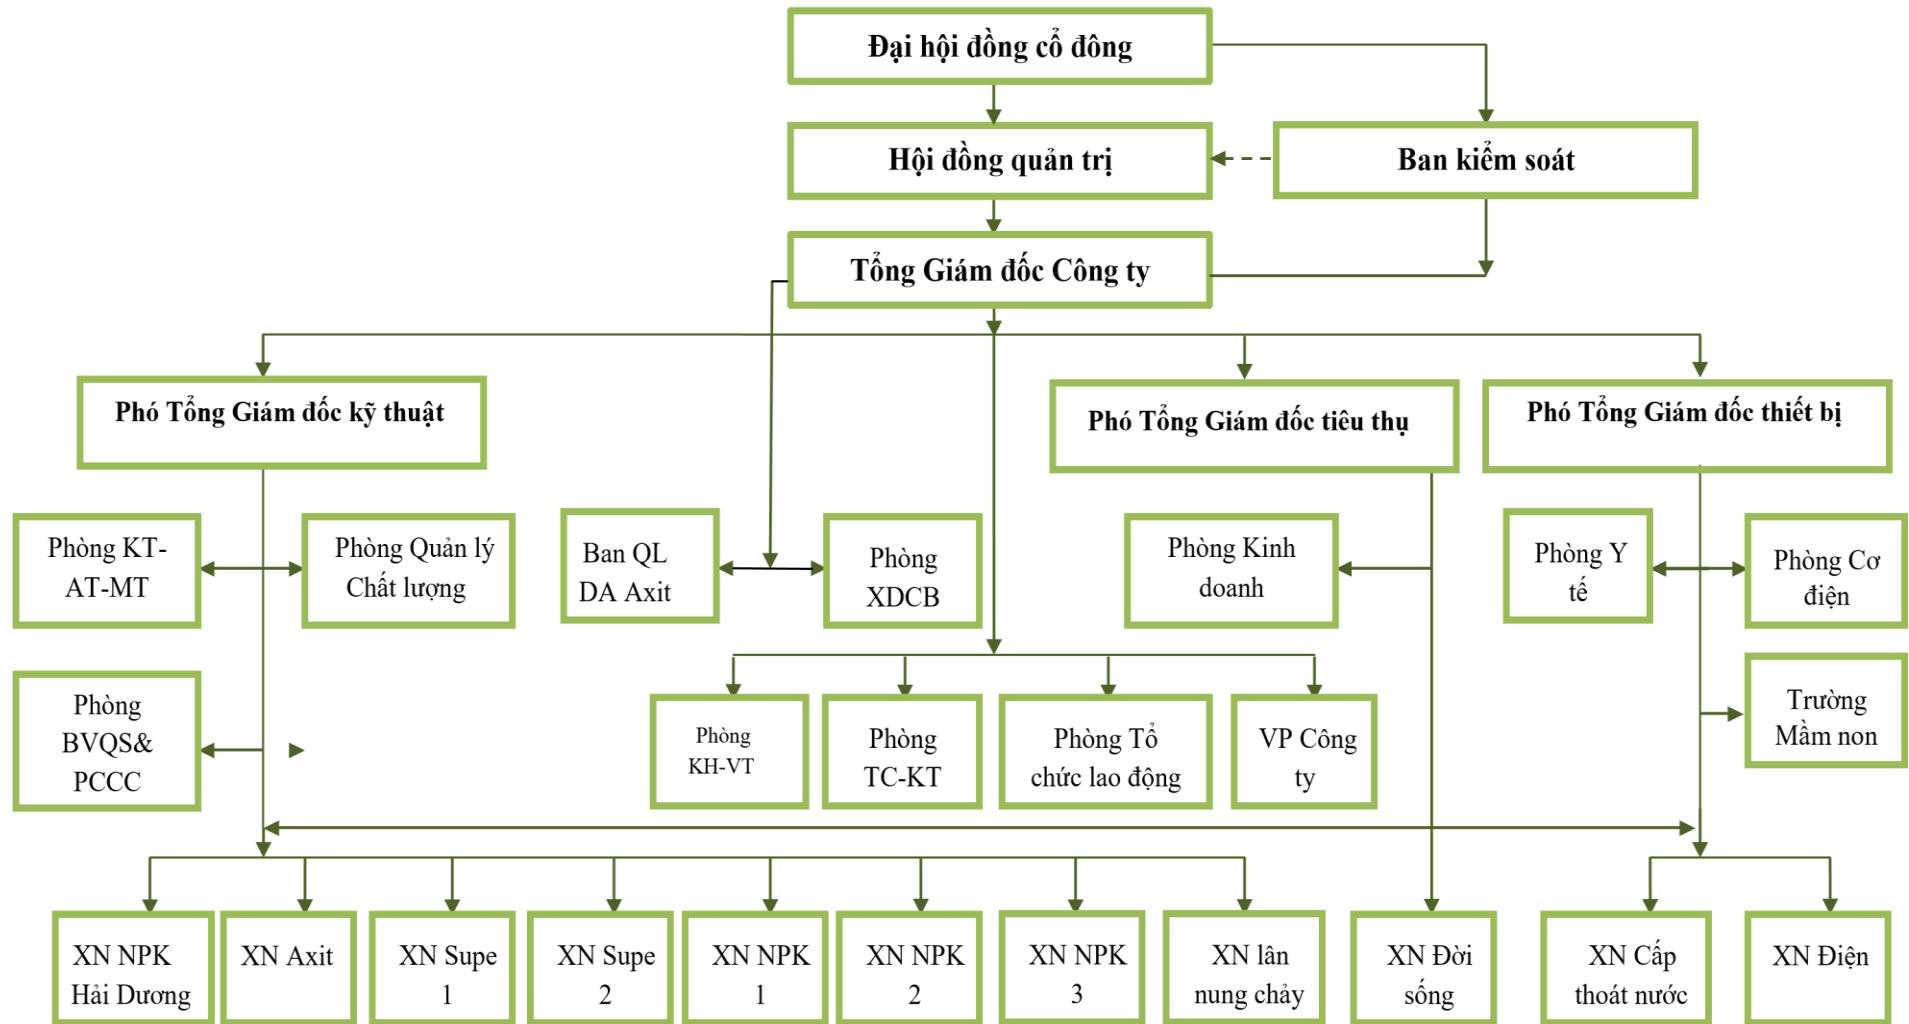 Đại hội đồng cổ đông
Hội đồng quản trị
Ban kiểm soát
Tổng Giám đốc Công ty
Phó Tổng Giám đốc kỹ thuật
Phó Tổng Giám đốc tiêu thụ
Phó Tổng Giám đốc thiết bị
Phòng KT-
AT-MT
Phòng Quản lý
Chất lượng
Ban QL
DA Axit
Phòng
XDCB
Phòng Kinh
doanh
Phòng Y
tế
Phòng Cơ
điện
Phòng
BVQS&
PCCC
Phòng
KH-VT
Phòng
TC-KT
Phòng Tổ
chức lao động
VP Công
ty
Trường
Mầm non
XN NPK
Hải Dương
XN Axit
XN Supe
1
XN Supe
2
XN NPK
1
XN NPK
2
XN NPK
3
XN lân
nung chảy
XN Đời
sống
XN Cấp
thoát nước
XN Điện